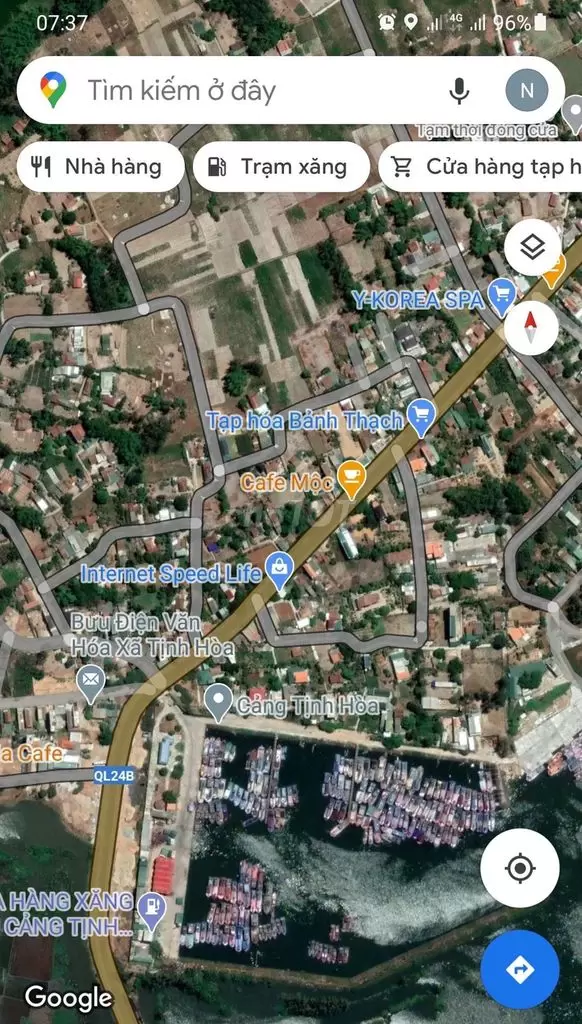 07:37
4G
96%
Tìm kiếm ở đây
N
Tạm thời đóng cửa
Nhà hàng
Trạm xăng
Cửa hàng tạp h
Y-KOREA SPA
Tạp hóa Bảnh Thạch
Cafe Mộc
Internet Speed Life
Bưu Điện Văn
Hóa Xã Tịnh Hòa
Cảng Tịnh Hòa
a Cafe
QL24B
A HÀNG XĂNG
CẢNG TỊNH...
Google